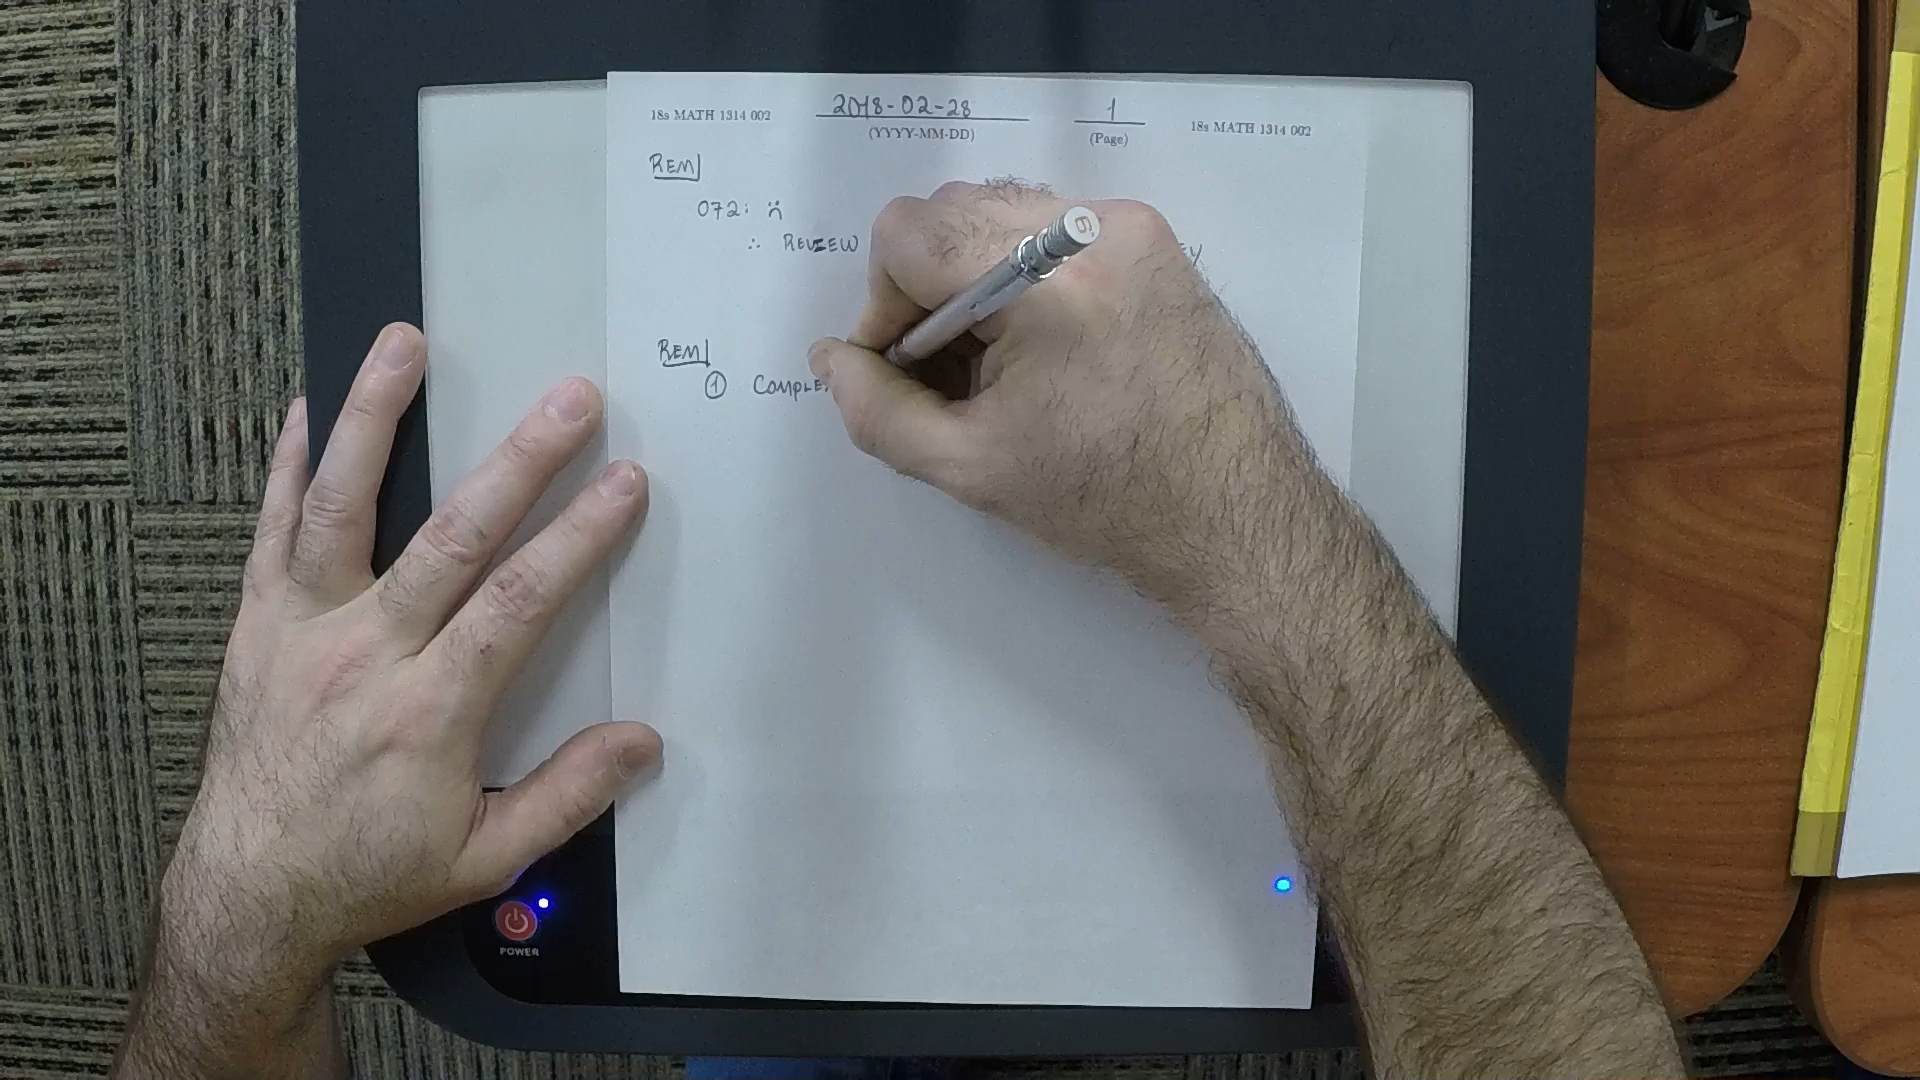 18s MATH 1314 002 2018-02-28 1 18s MATH 1314 002
(YYYY-MM-DD) (Page)
REM
072:
∴ REVIEW
REM
① 
POWER